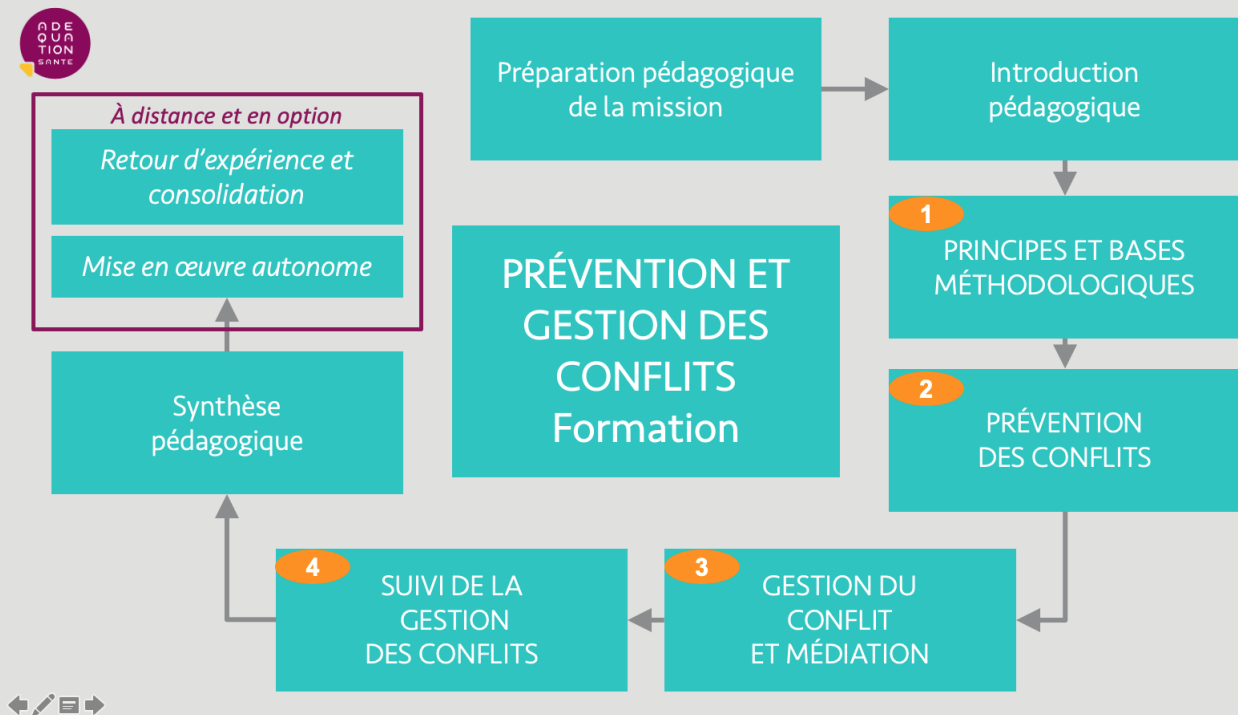 ADE
QUA
TION
SANTE
Préparation pédagogique
de la mission
Introduction
pédagogique
1
PRINCIPES ET BASES
MÉTHODOLOGIQUES
2
PRÉVENTION
DES CONFLITS
3
GESTION DU
CONFLIT
ET MÉDIATION
4
SUIVI DE LA
GESTION
DES CONFLITS
Synthèse
pédagogique
À distance et en option
Retour d’expérience et
consolidation
Mise en œuvre autonome
PRÉVENTION ET
GESTION DES
CONFLITS
Formation